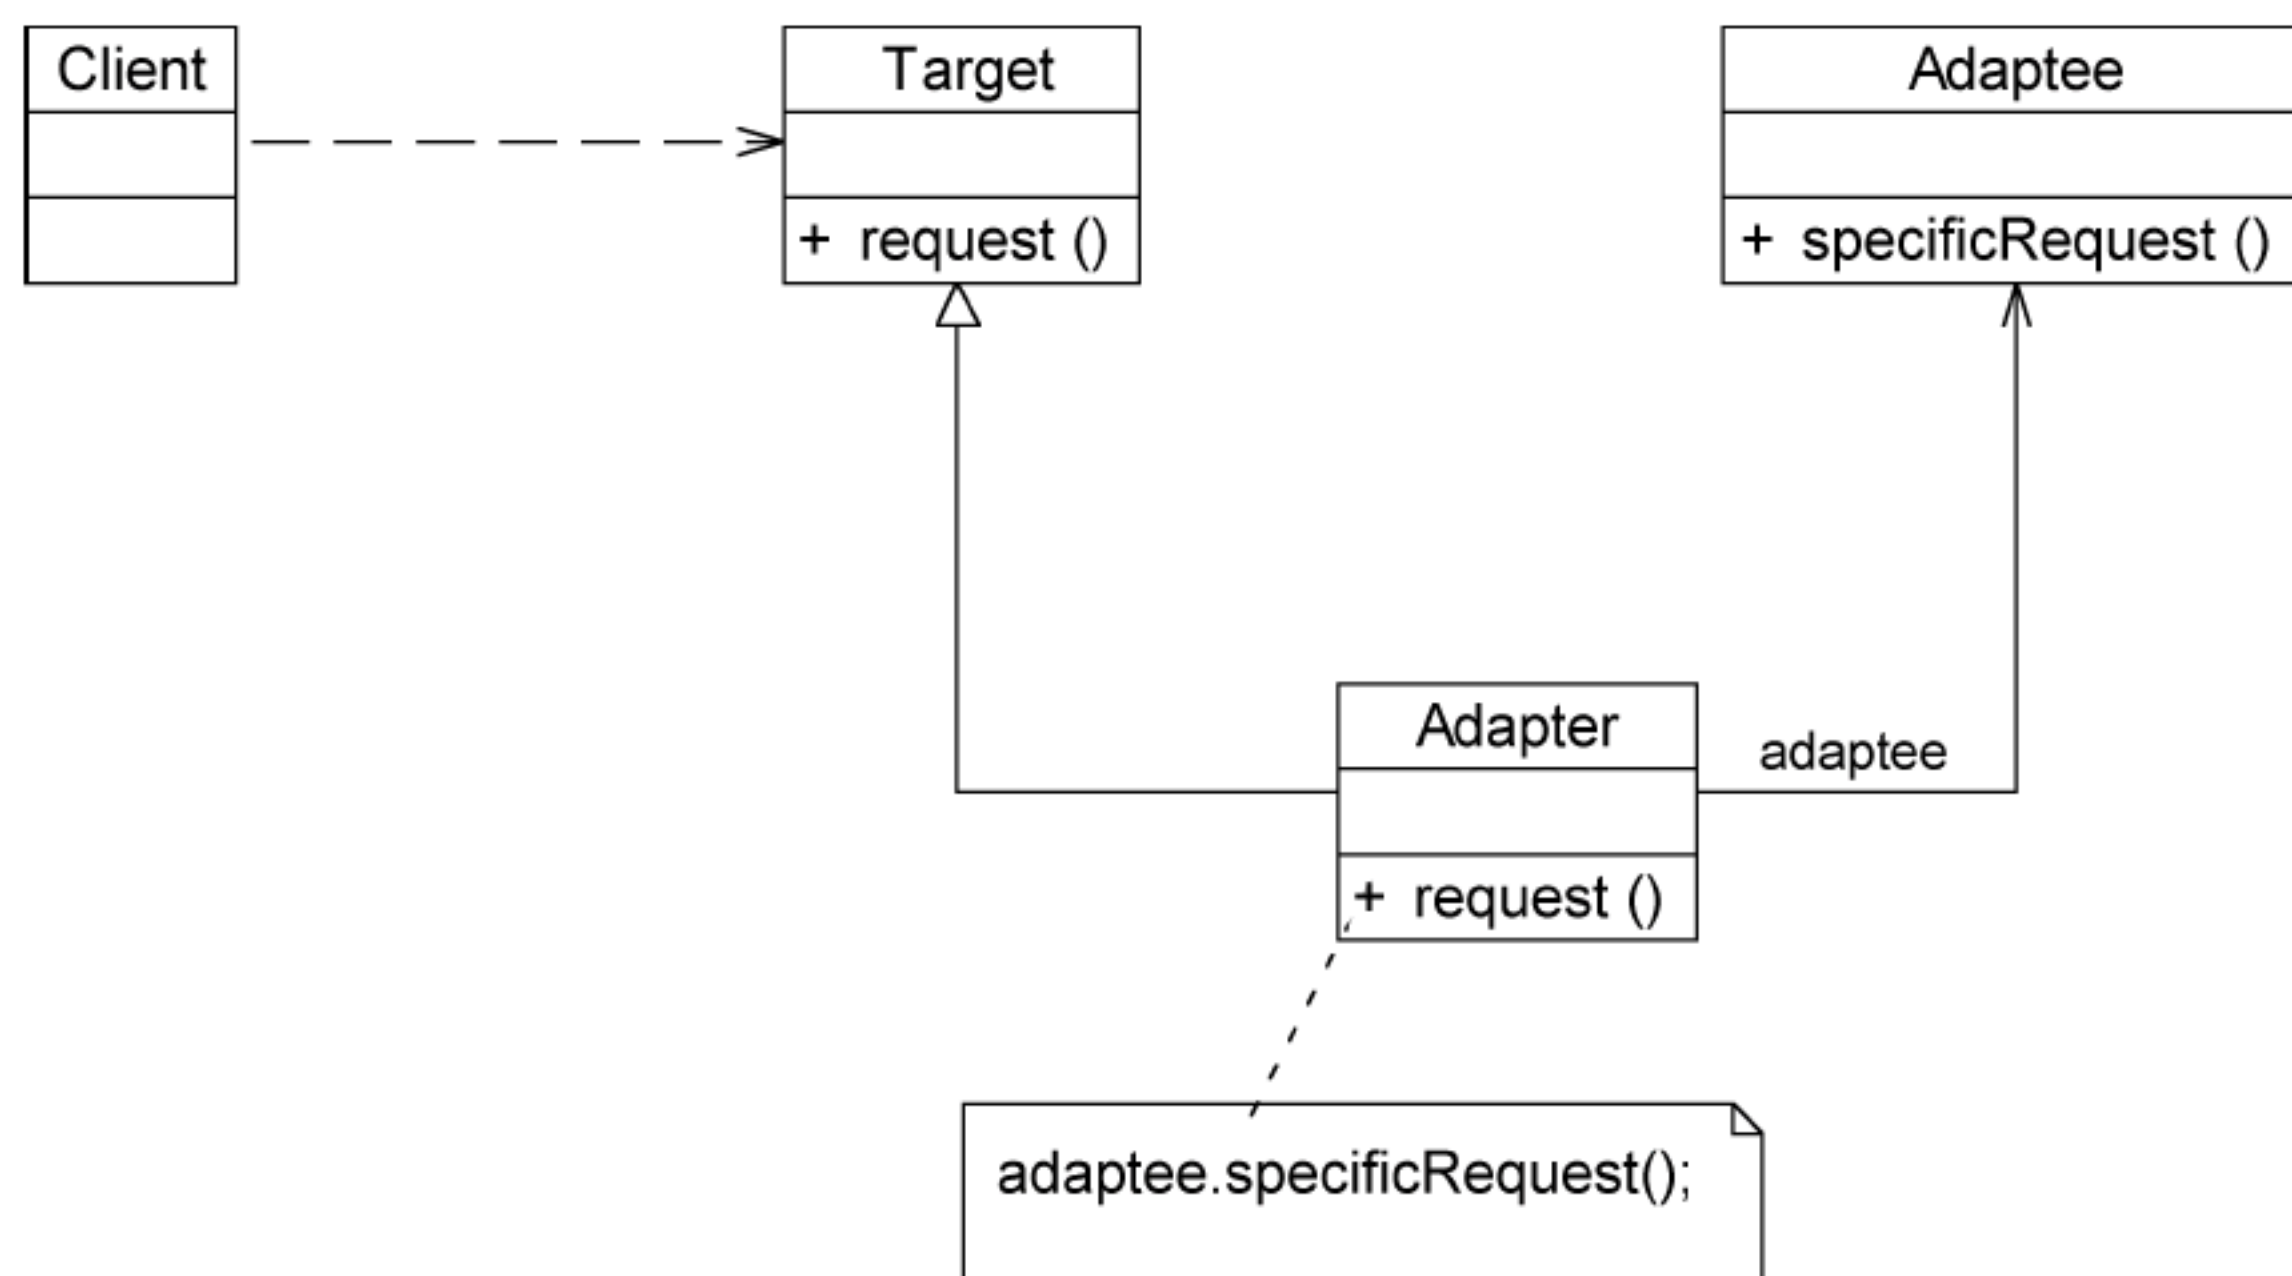 Client
Target
+ request ()
Adaptee
+ specificRequest ()
Adapter
+ request ()
adaptee
adaptee.specificRequest();